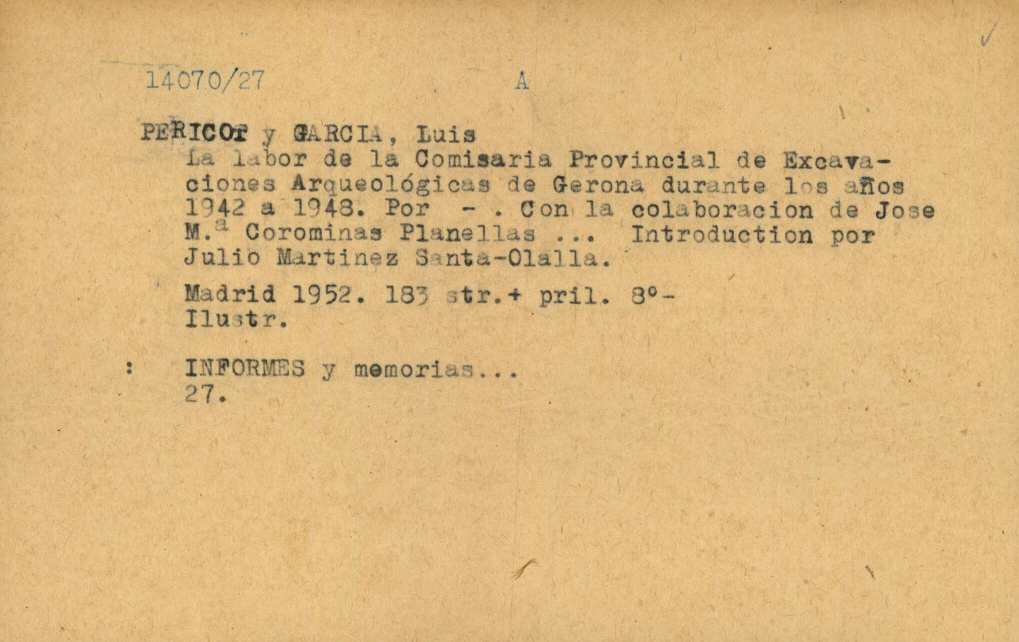 14070/27 A
PERICOT y GARCIA, Luis
La labor de la Comisaria Provincial de Excava-
ciones Arqueológicas de Gerona durante los años
1942 a 1948. Por - . Con la colaboracion de Jose
M.ª Corominas Planellas ... Introduction por
Julio Martinez Santa-Olalla.
Madrid 1952. 183 str.+ pril. 8°-
Ilustr.
: INFORMES y memorias...
27.